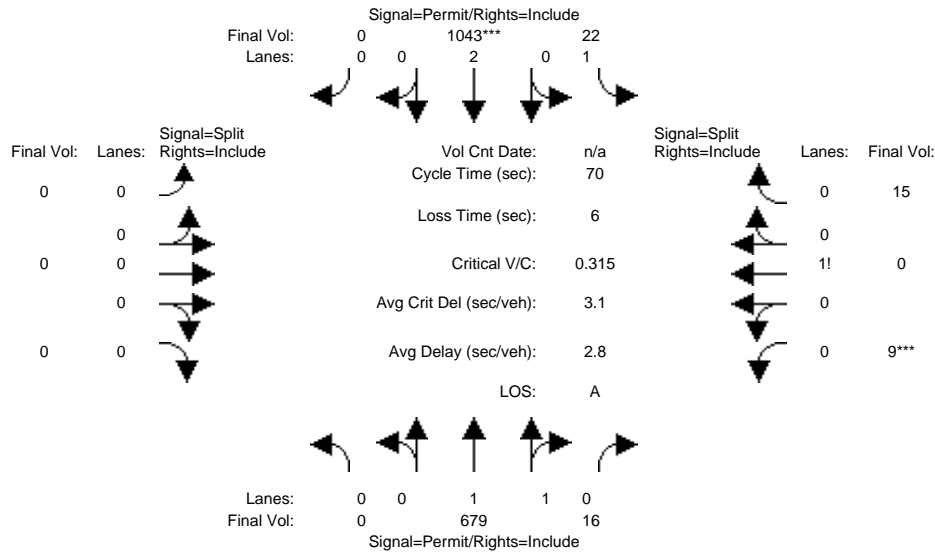 Signal=Permit/Rights=Include
Final Vol: 0 1043*** 22
Lanes: 0 0 2 0 1
Signal=Split
Final Vol: Lanes: Rights=Include
Vol Cnt Date: n/a
Signal=Split
Rights=Include Lanes: Final Vol:
Cycle Time (sec): 70
0 0
0 15
Loss Time (sec): 6
0
0
0 0
Critical V/C: 0.315
1! 0
0
Avg Crit Del (sec/veh): 3.1
0
0 0
Avg Delay (sec/veh): 2.8
0 9***
LOS: A
Lanes: 0 0 1 1 0
Final Vol: 0 679 16
Signal=Permit/Rights=Include